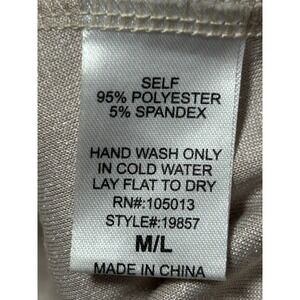 SELF
95% POLYESTER
5% SPANDEX
HAND WASH ONLY
IN COLD WATER
LAY FLAT TO DRY
RN#:105013
STYLE#:19857
M/L
MADE IN CHINA